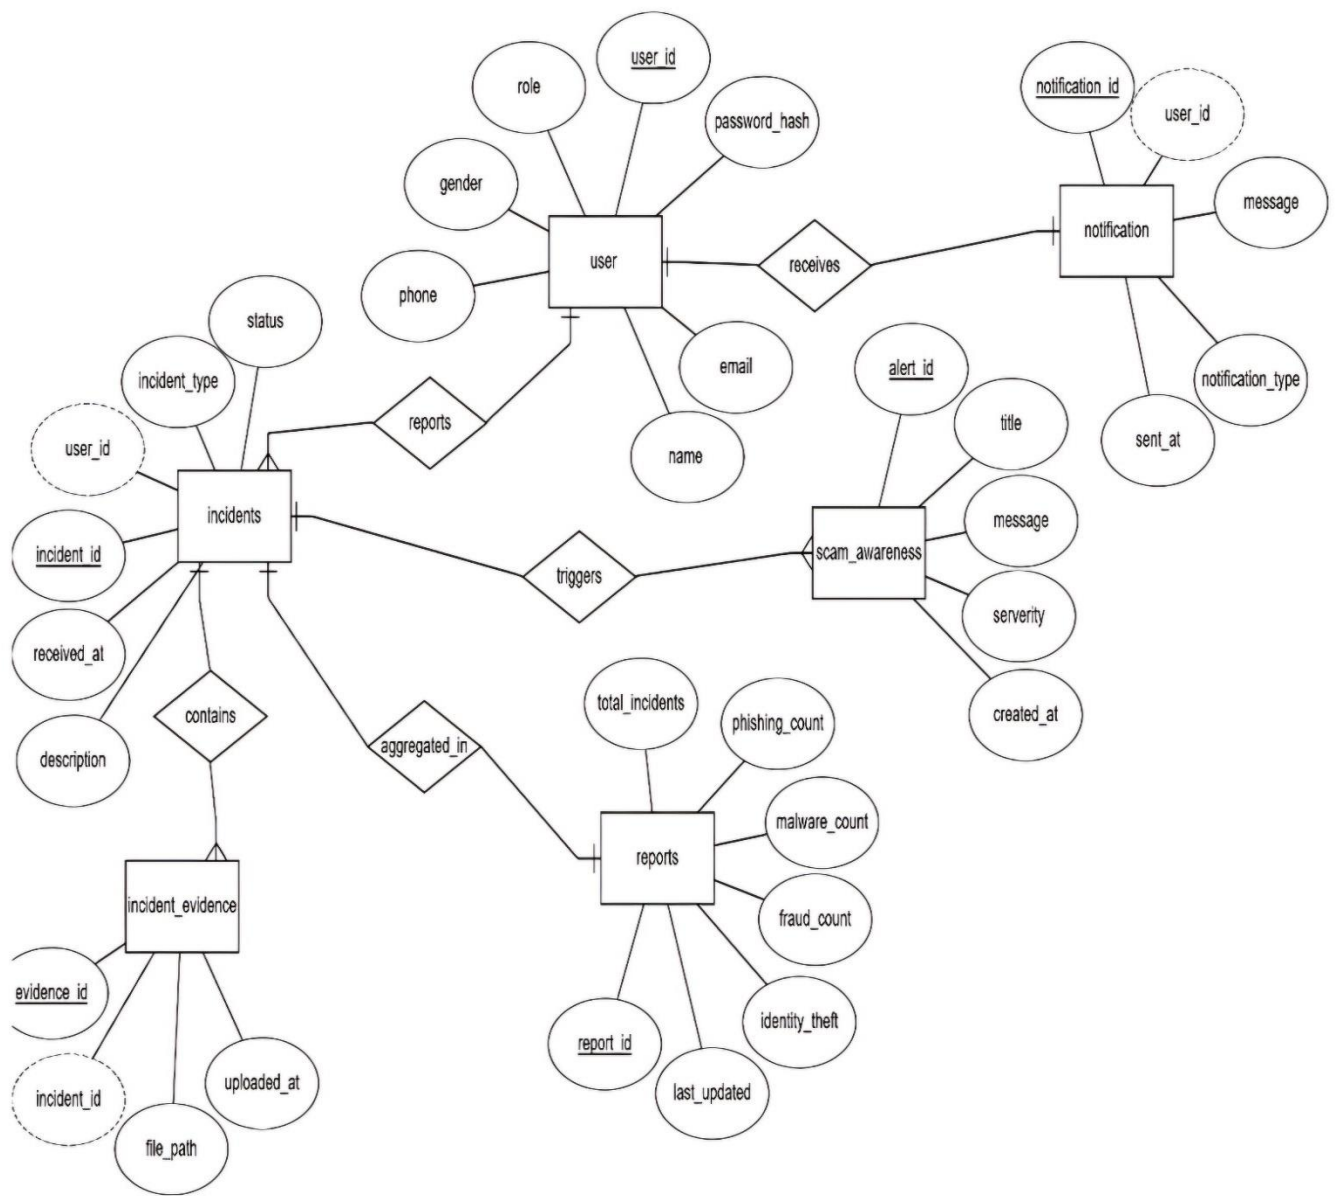 user_id
role
password_hash
gender
user
phone
email
name
receives
notification_id
user_id
message
notification
notification_type
sent_at
reports
status
incident_type
user_id
incidents
incident_id
received_at
description
triggers
alert_id
title
message
scam_awareness
serverity
created_at
contains
aggregated_in
total_incidents
phishing_count
malware_count
reports
fraud_count
identity_theft
report_id
last_updated
incident_evidence
evidence_id
incident_id
uploaded_at
file_path